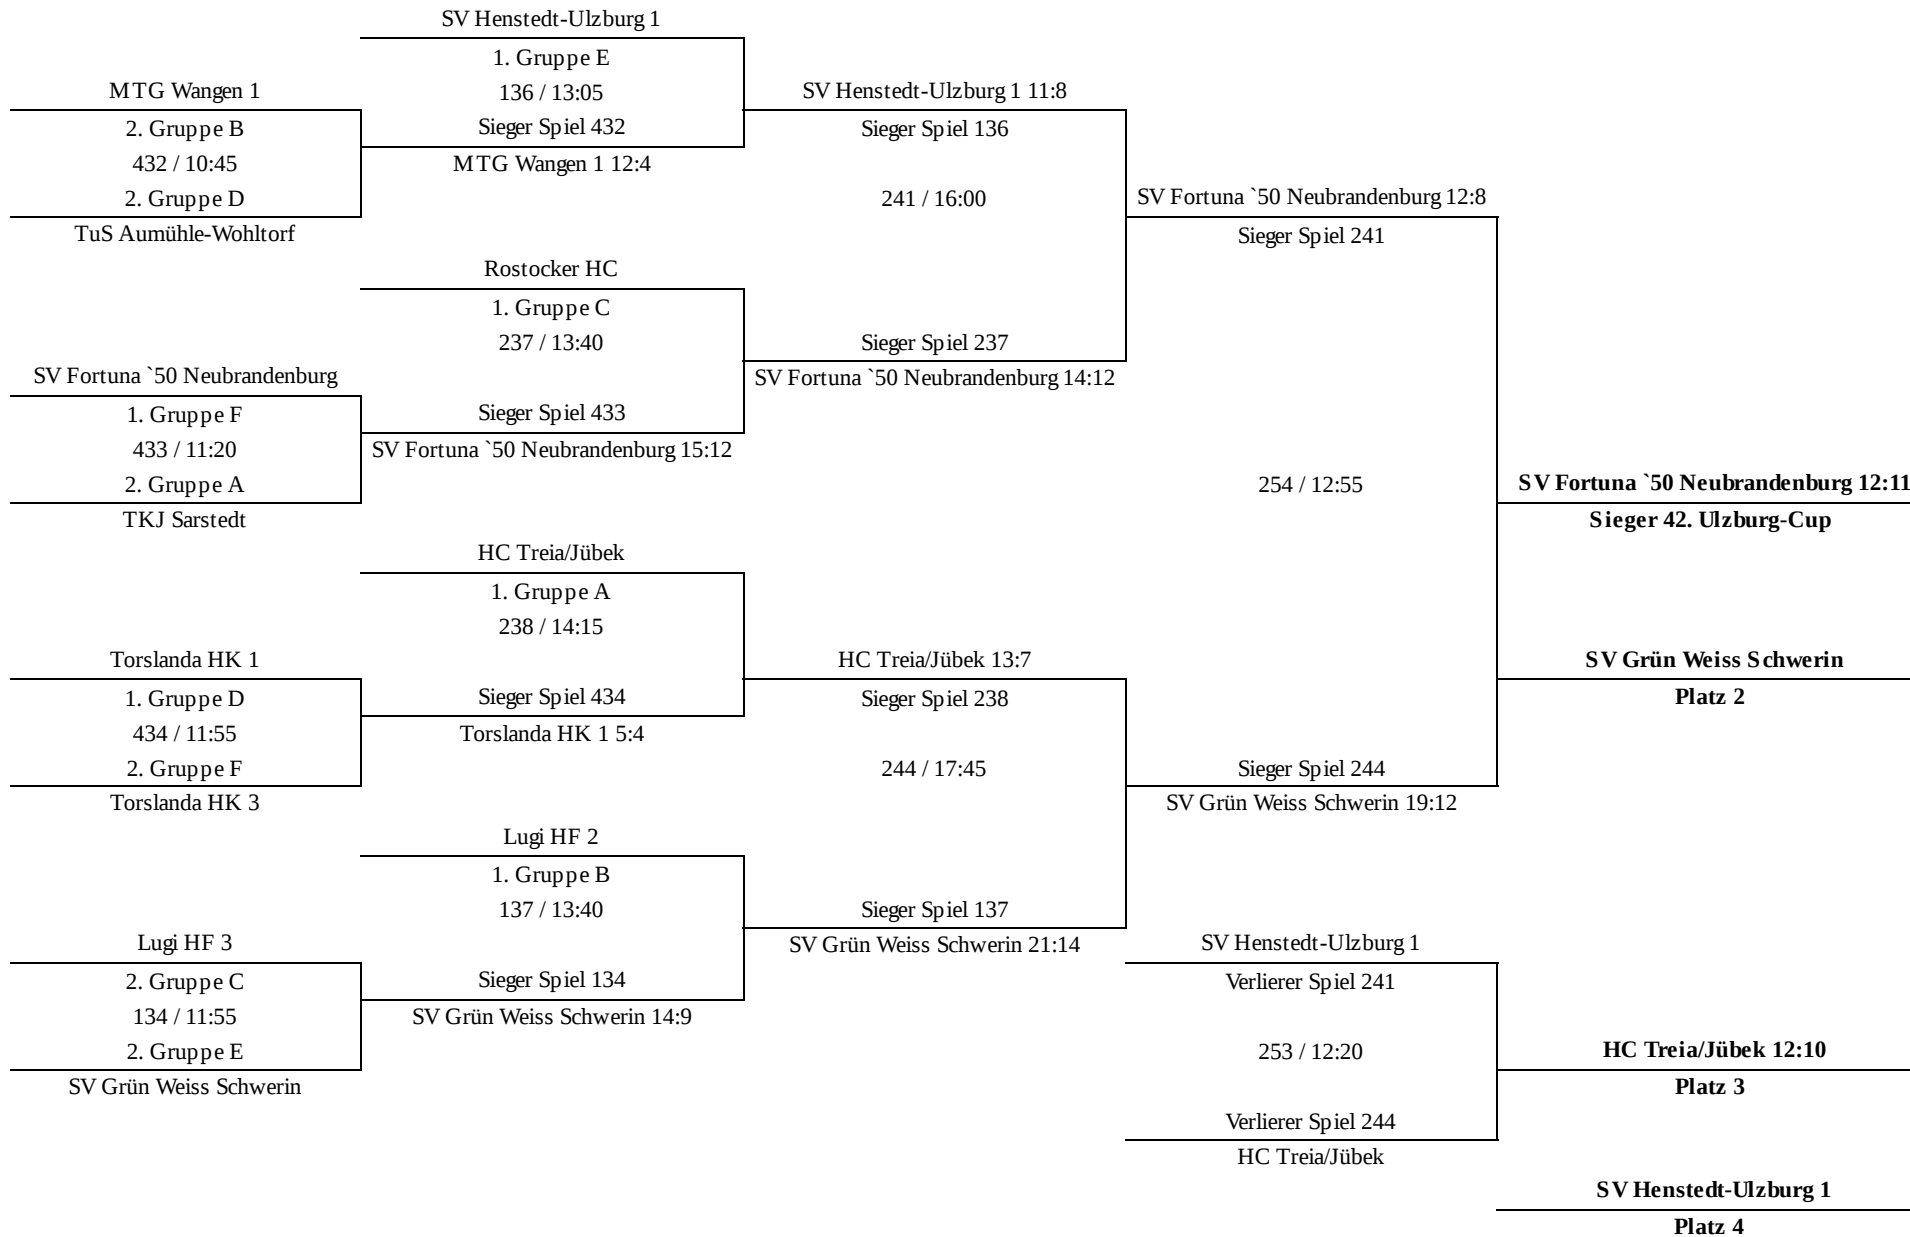 SV Henstedt-Ulzburg 1
1. Gruppe E
136 / 13:05
Sieger Spiel 432
MTG Wangen 1 12:4
MTG Wangen 1
2. Gruppe B
432 / 10:45
2. Gruppe D
TuS Aumühle-Wohltorf
SV Henstedt-Ulzburg 1 11:8
Sieger Spiel 136
241 / 16:00
Sieger Spiel 237
SV Fortuna `50 Neubrandenburg 14:12
SV Fortuna `50 Neubrandenburg 12:8
Sieger Spiel 241
Rostocker HC
1. Gruppe C
237 / 13:40
Sieger Spiel 433
SV Fortuna `50 Neubrandenburg 15:12
SV Fortuna `50 Neubrandenburg
1. Gruppe F
433 / 11:20
2. Gruppe A
TKJ Sarstedt
254 / 12:55
SV Fortuna `50 Neubrandenburg 12:11
Sieger 42. Ulzburg-Cup
HC Treia/Jübek
1. Gruppe A
238 / 14:15
Sieger Spiel 434
Torslanda HK 1 5:4
Torslanda HK 1
1. Gruppe D
434 / 11:55
2. Gruppe F
Torslanda HK 3
HC Treia/Jübek 13:7
Sieger Spiel 238
244 / 17:45
Sieger Spiel 137
SV Grün Weiss Schwerin 21:14
SV Grün Weiss Schwerin
Platz 2
Sieger Spiel 244
SV Grün Weiss Schwerin 19:12
Lugi HF 2
1. Gruppe B
137 / 13:40
Sieger Spiel 134
SV Grün Weiss Schwerin 14:9
Lugi HF 3
2. Gruppe C
134 / 11:55
2. Gruppe E
SV Grün Weiss Schwerin
SV Henstedt-Ulzburg 1
Verlierer Spiel 241
253 / 12:20
Verlierer Spiel 244
HC Treia/Jübek
HC Treia/Jübek 12:10
Platz 3
SV Henstedt-Ulzburg 1
Platz 4